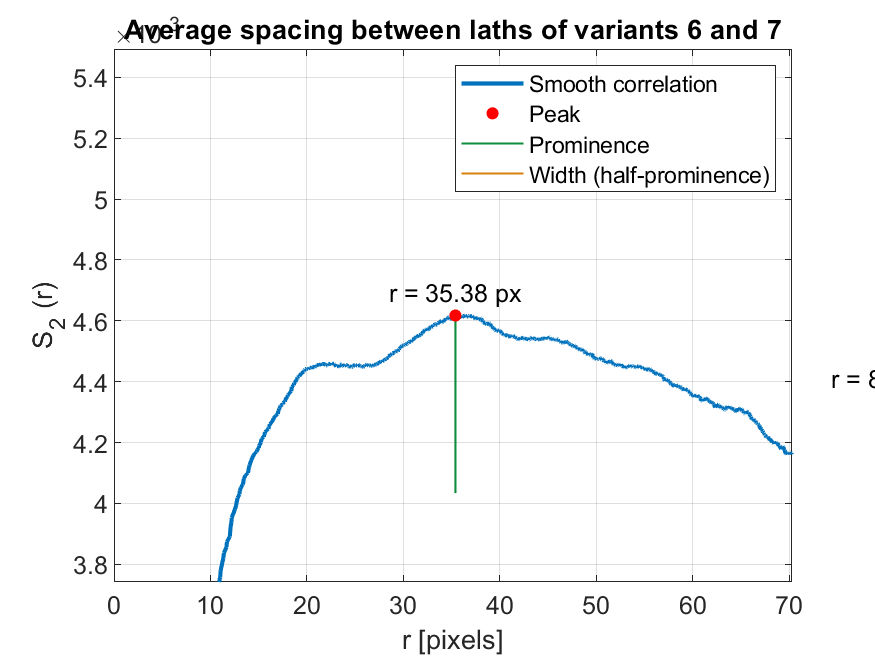 ×10-3
Average spacing between laths of variants 6 and 7
Smooth correlation
Peak
Prominence
Width (half-prominence)
5.4
5.2
5
4.8
4.6
4.4
4.2
4
3.8
S2 (r)
r = 35.38 px
r = 8
0 10 20 30 40 50 60 70
r [pixels]